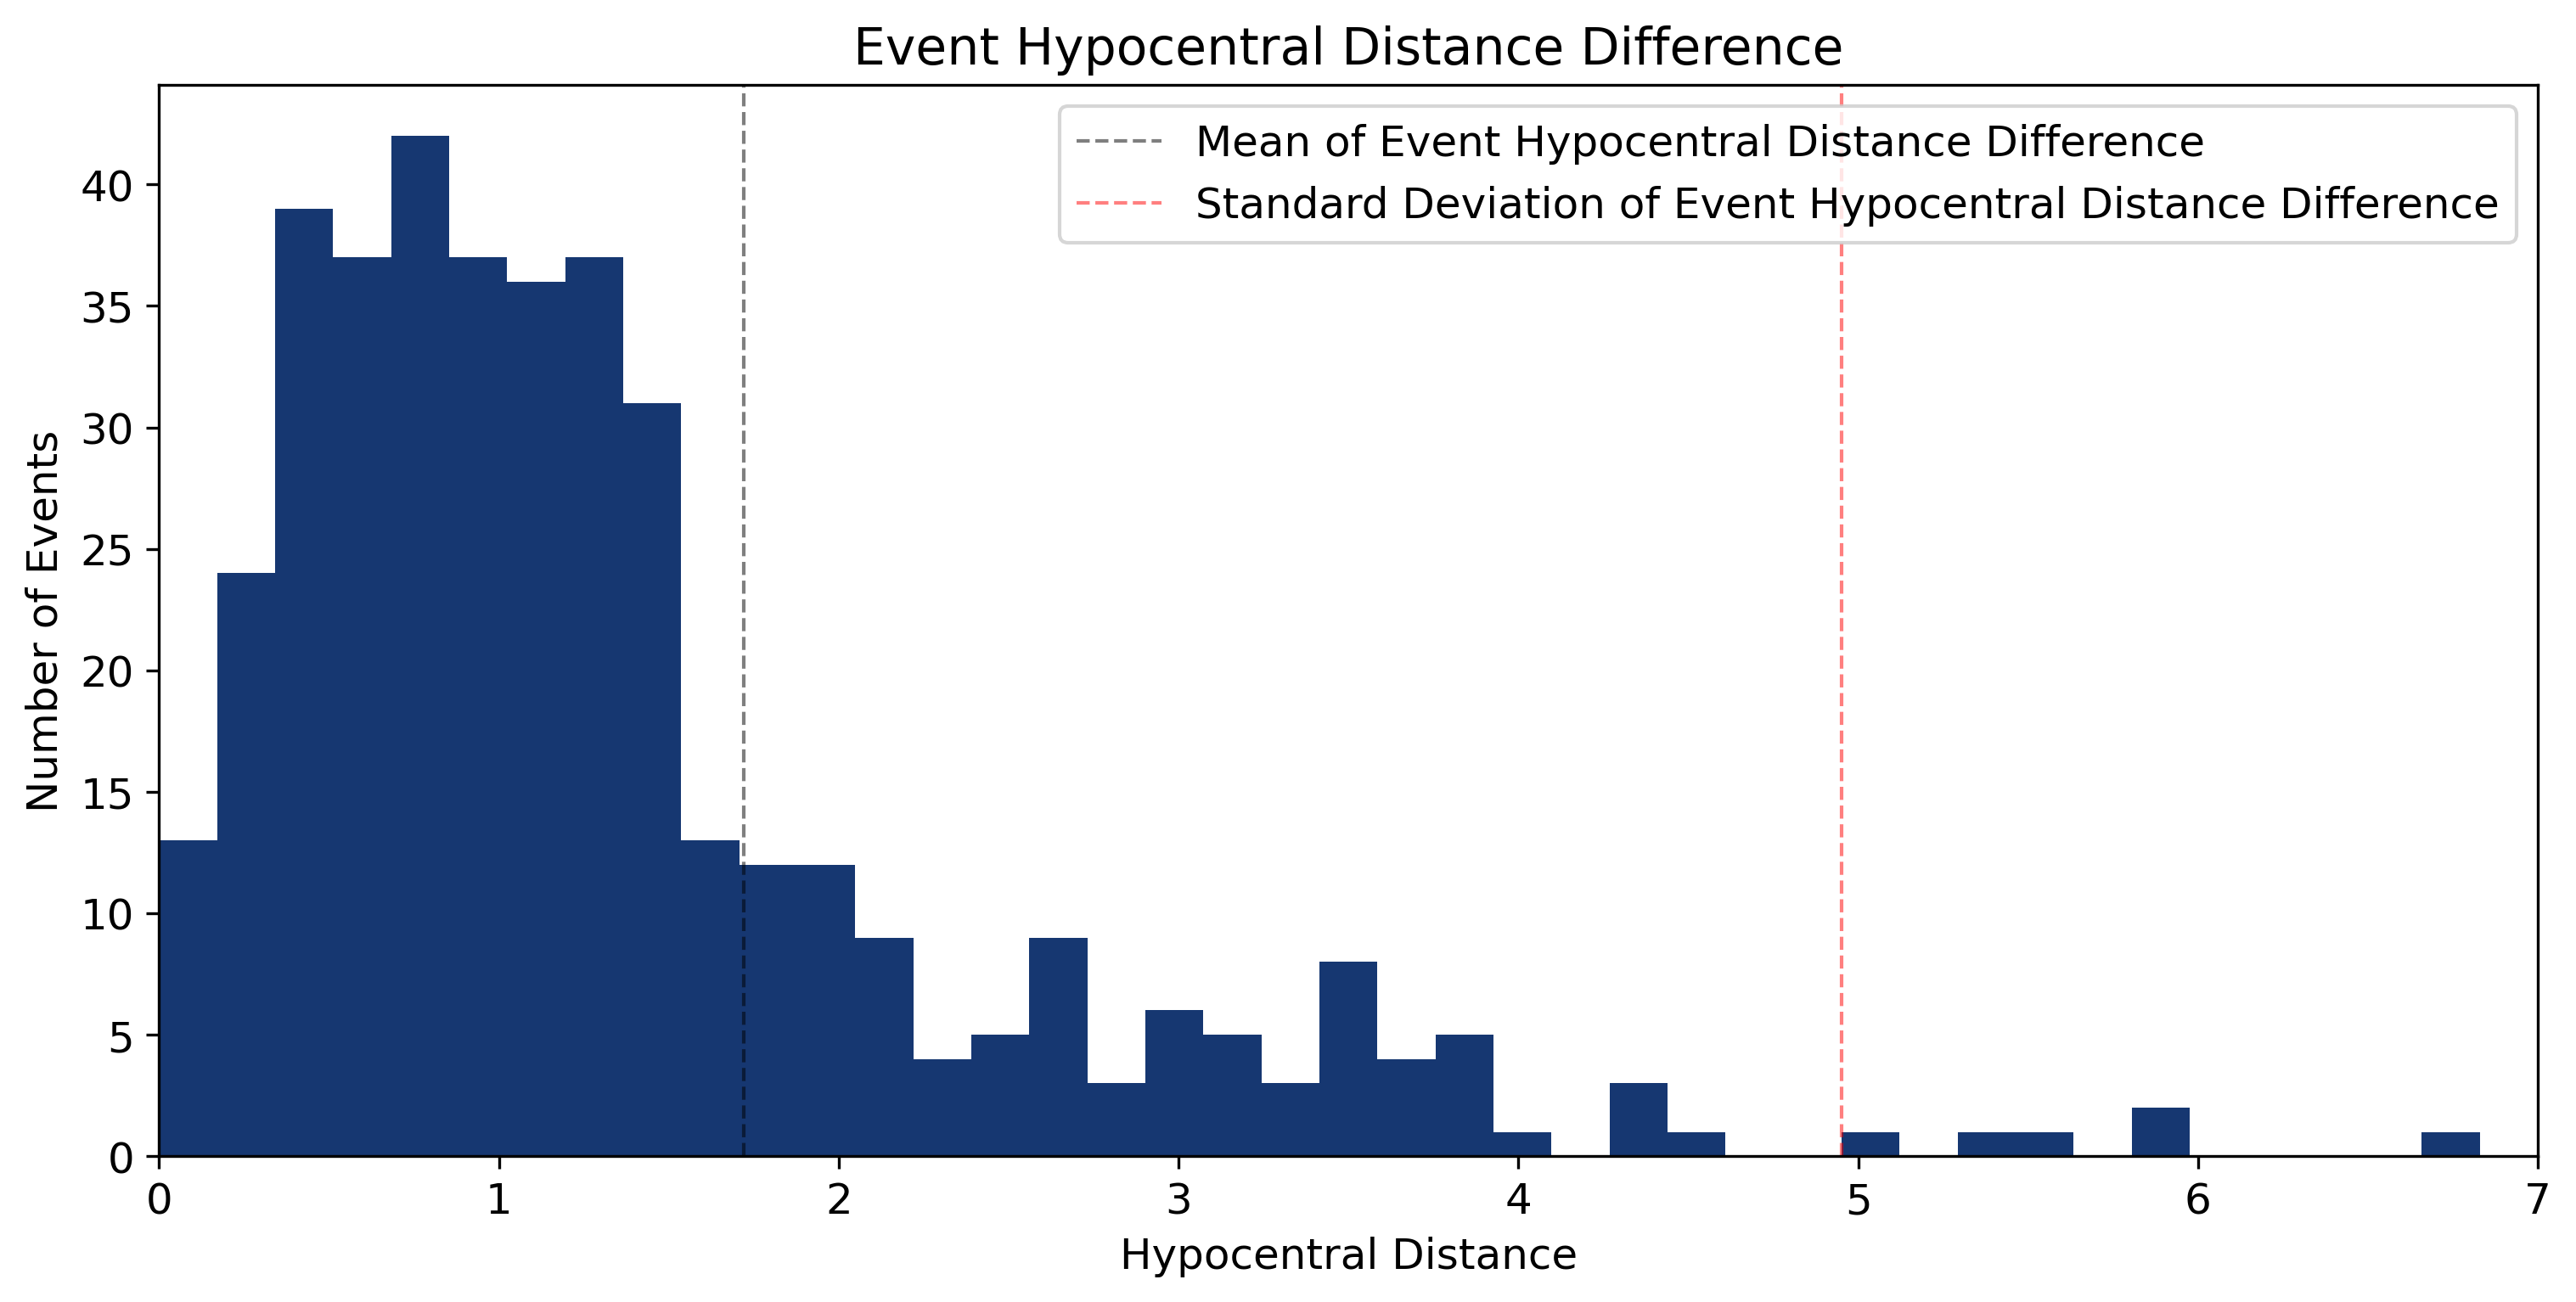 Event Hypocentral Distance Difference
Mean of Event Hypocentral Distance Difference
Standard Deviation of Event Hypocentral Distance Difference
Number of Events
40
35
30
25
20
15
10
5
0
0 1 2 3 4 5 6 7
Hypocentral Distance